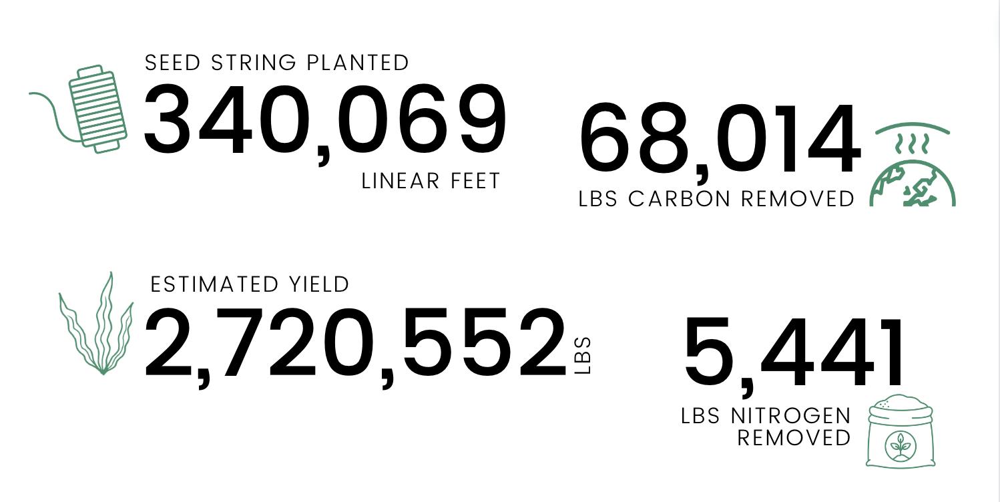 SEED STRING PLANTED
340,069
LINEAR FEET
68,014
LBS CARBON REMOVED
ESTIMATED YIELD
2,720,552 LBS
5,441
LBS NITROGEN
REMOVED